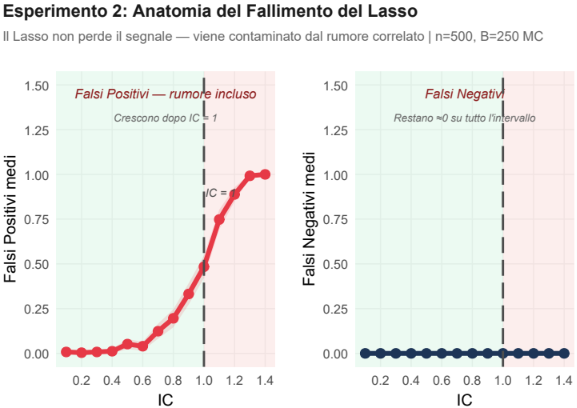 Esperimento 2: Anatomia del Fallimento del Lasso
Il Lasso non perde il segnale — viene contaminato dal rumore correlato | n=500, B=250 MC
Falsi Positivi — rumore incluso
Crescono dopo IC = 1
IC =
Falsi Positivi medi
1.50
1.25
1.00
0.75
0.50
0.25
0.00
0.2 0.4 0.6 0.8 1.0 1.2 1.4
IC
Falsi Negativi
Restano ≈0 su tutto l'intervallo
Falsi Negativi medi
1.50
1.25
1.00
0.75
0.50
0.25
0.00
0.2 0.4 0.6 0.8 1.0 1.2 1.4
IC